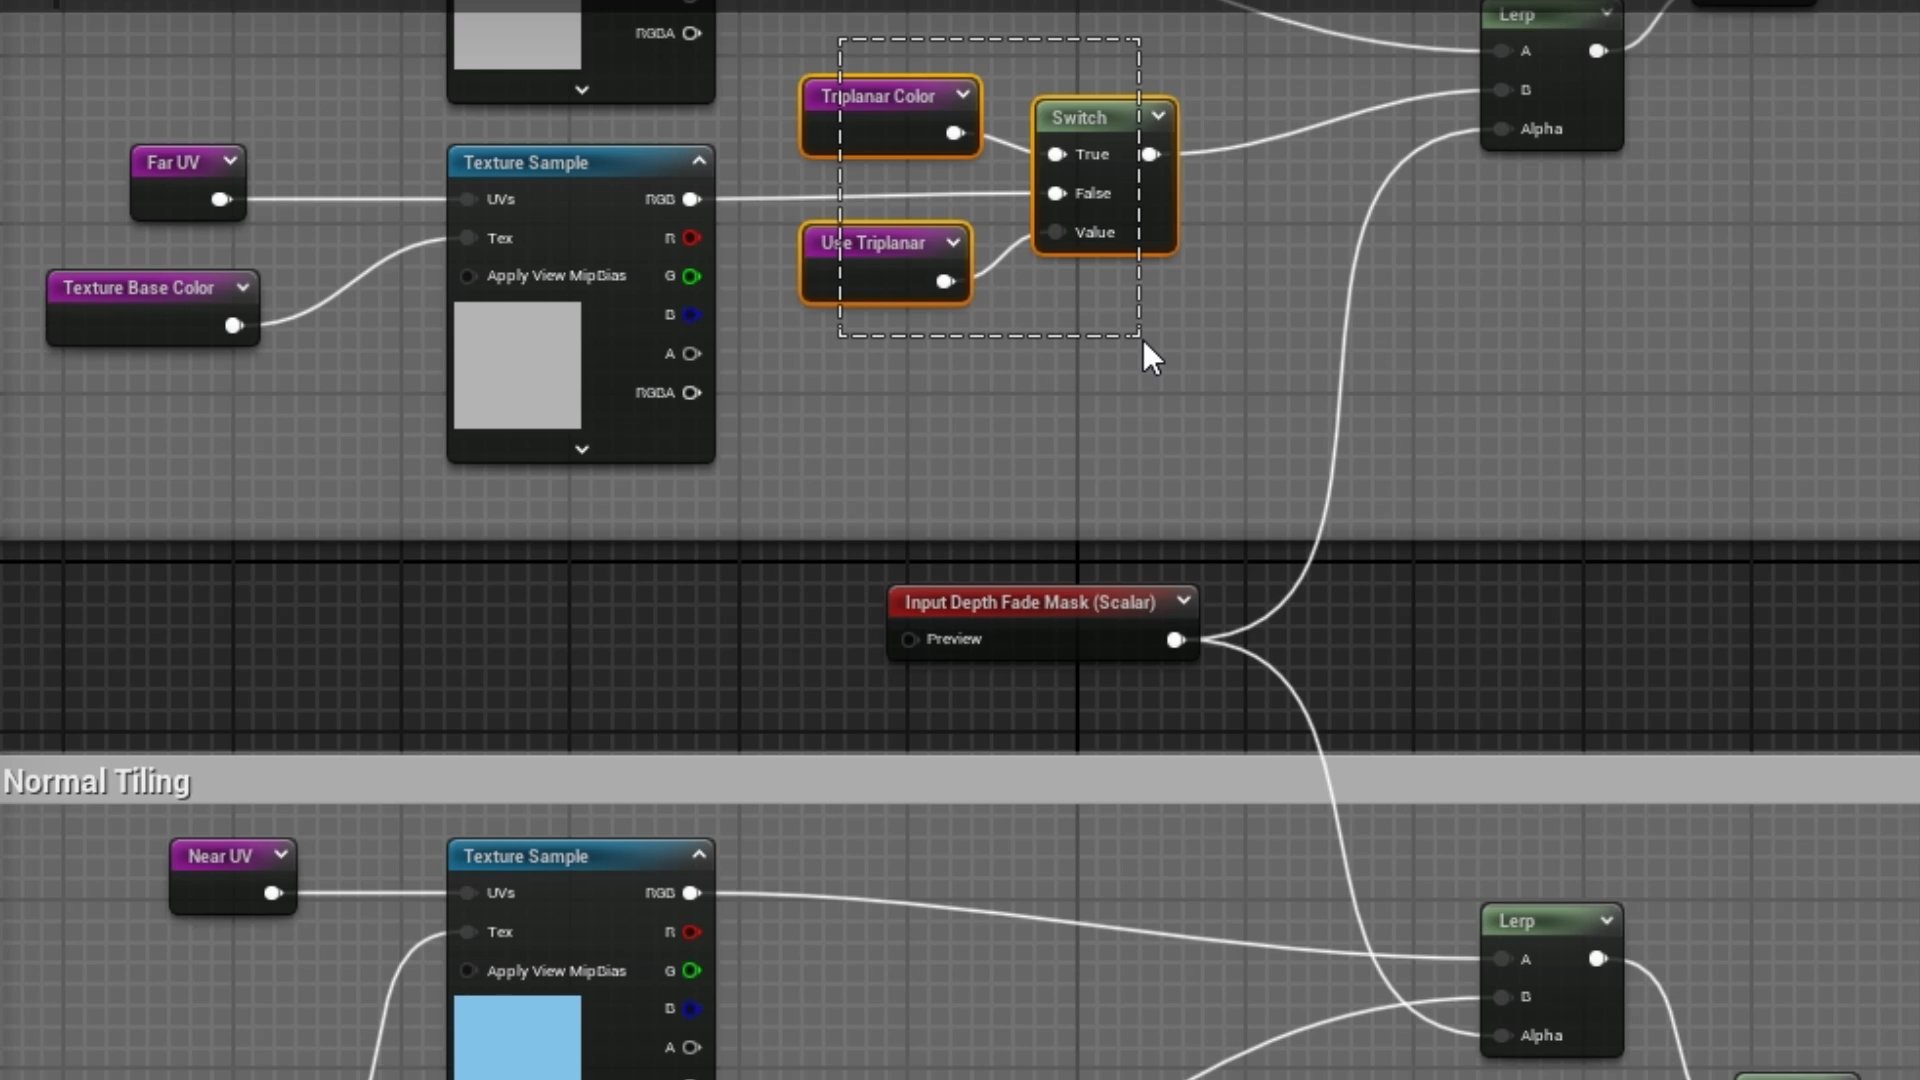 RGBA
Lerp
A
B
Alpha
Triplanar Color
Switch
True
False
Value
Use Triplanar
Far UV
Texture Base Color
Texture Sample
UVs
RGB
Tex
R
Apply View MipBias
G
B
A
RGBA
Input Depth Fade Mask (Scalar)
Preview
Normal Tiling
Near UV
Texture Sample
UVs
RGB
Tex
R
Apply View MipBias
G
B
A
Lerp
A
B
Alpha